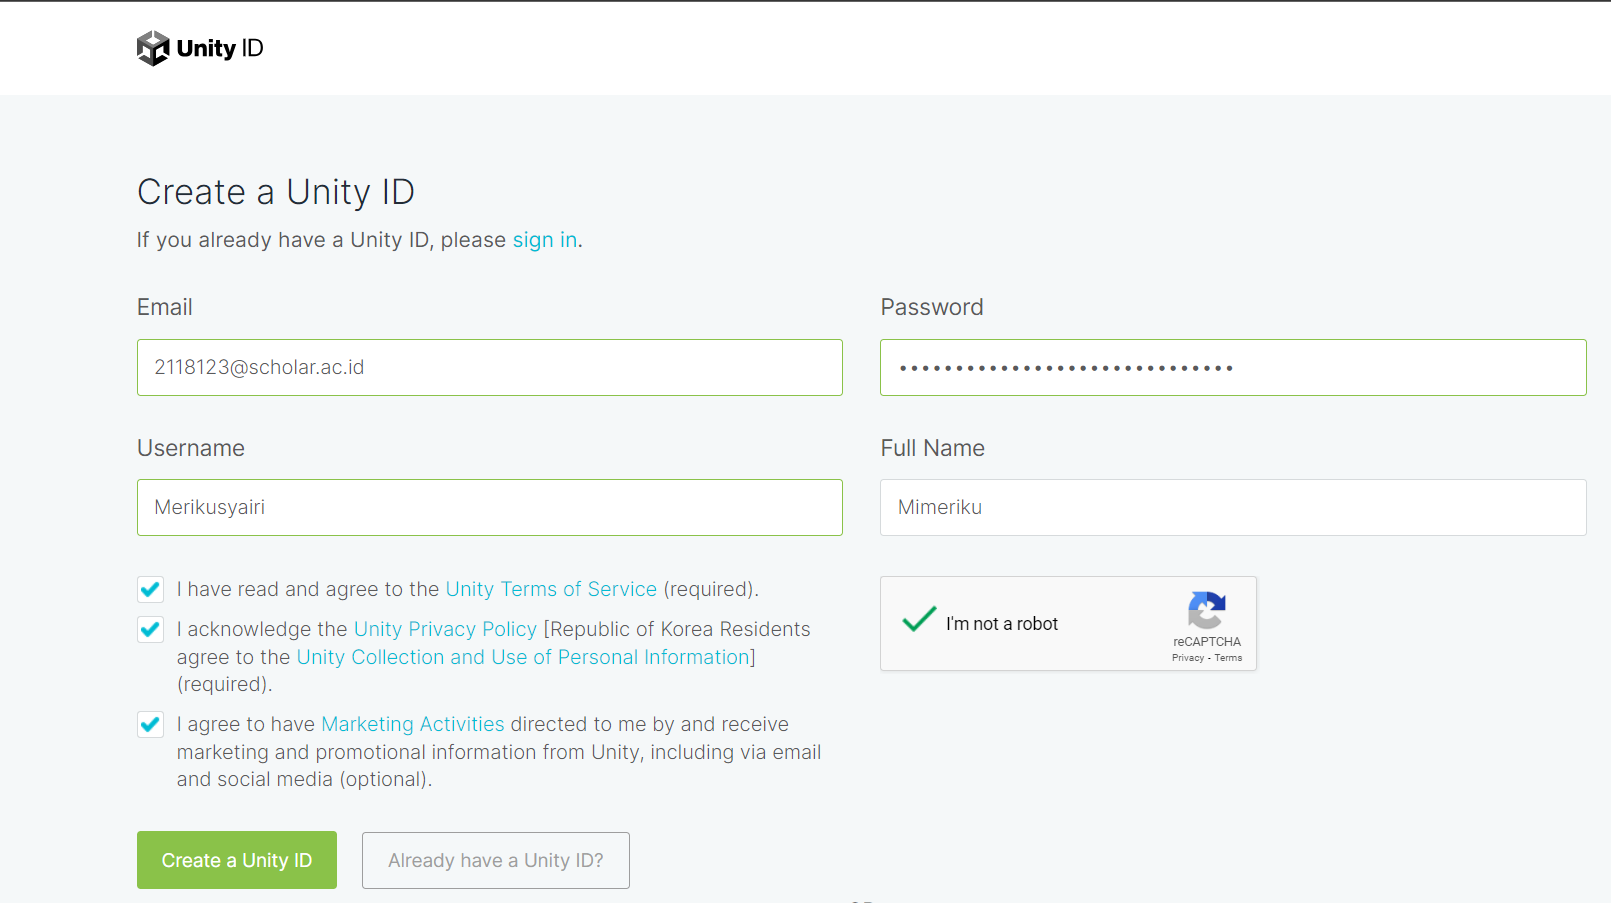 Unity ID
Create a Unity ID
If you already have a Unity ID, please sign in.
Email
Password
2118123@scholar.ac.id
••••••••••••••••••••••••••••••
Username
Full Name
Merikusyairi
Mimeriku
I have read and agree to the Unity Terms of Service (required).
I acknowledge the Unity Privacy Policy [Republic of Korea Residents
agree to the Unity Collection and Use of Personal Information]
(required).
I agree to have Marketing Activities directed to me by and receive
marketing and promotional information from Unity, including via email
and social media (optional).
I'm not a robot
reCAPTCHA
Privacy - Terms
Create a Unity ID
Already have a Unity ID?